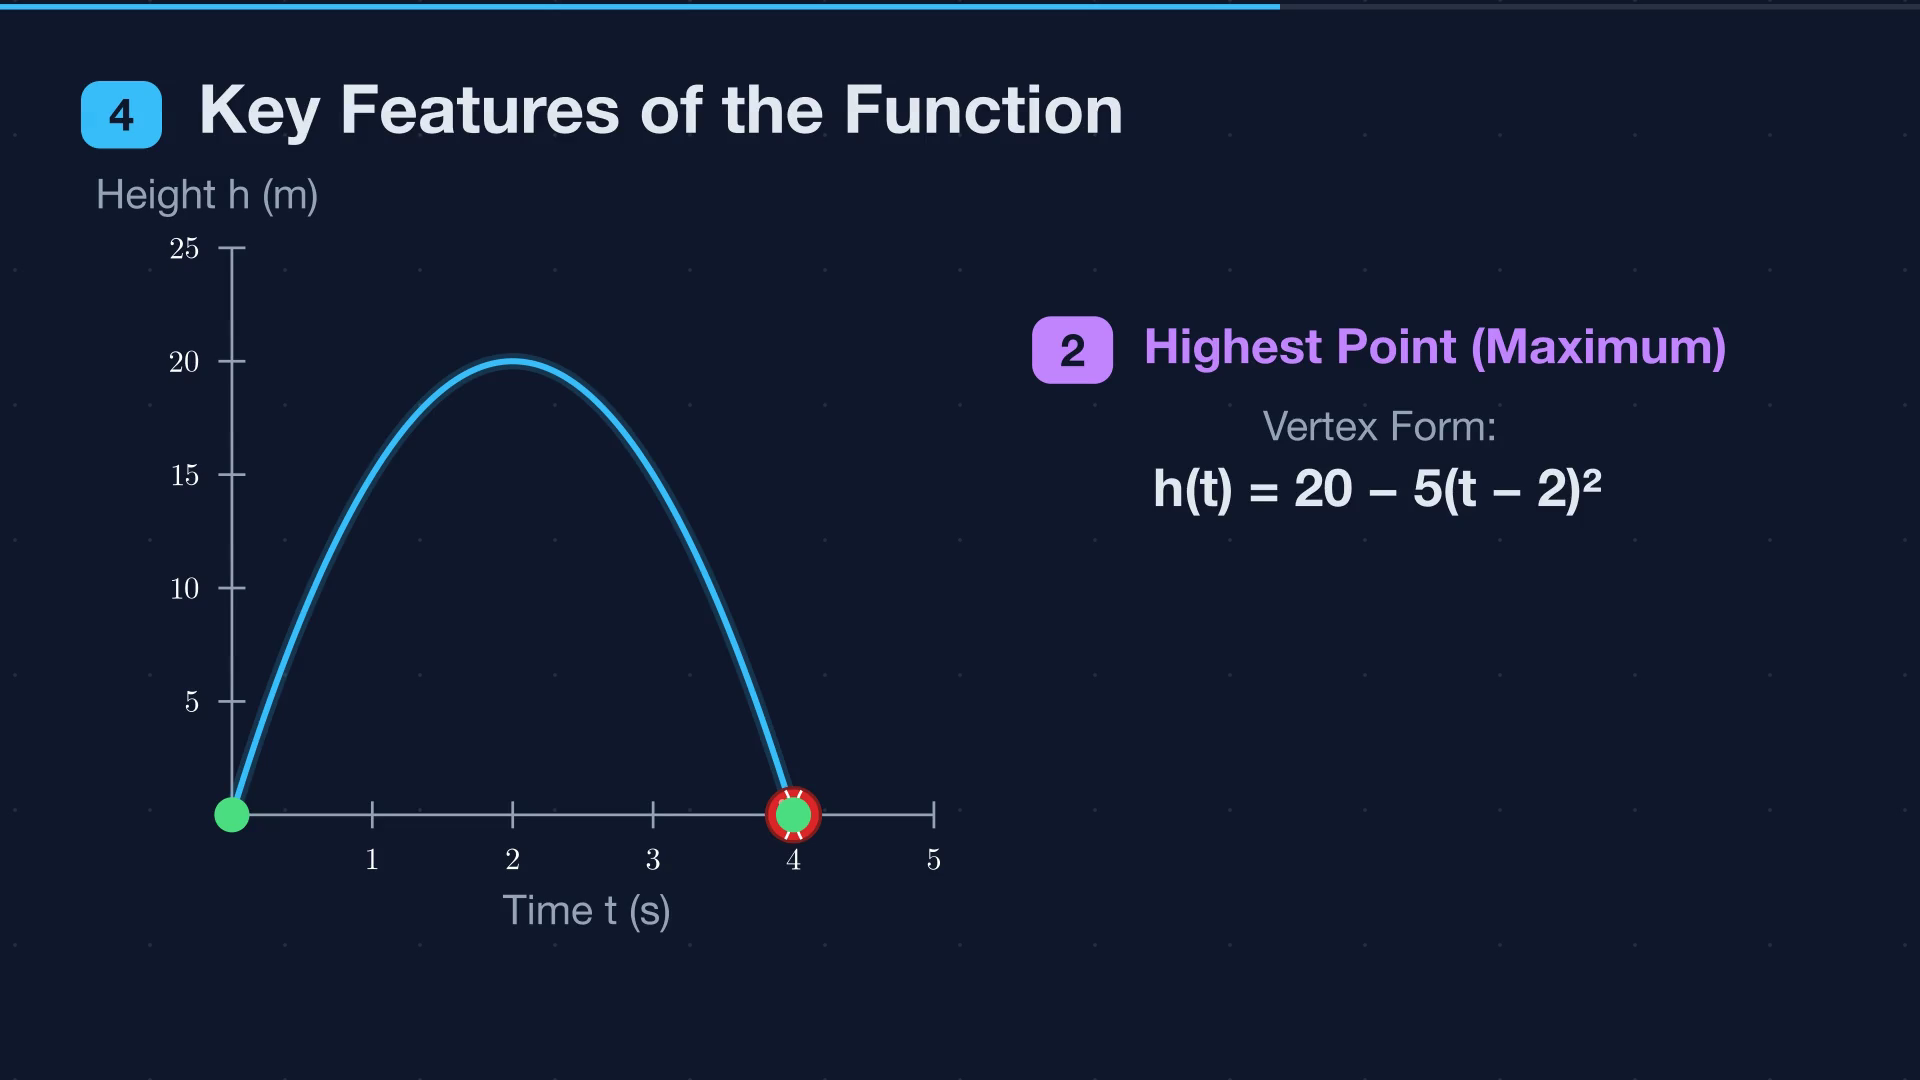 4 Key Features of the Function
Height h (m)
25
20
15
10
5
1 2 3 4 5
Time t (s)
2 Highest Point (Maximum)
Vertex Form:
h(t) = 20 – 5(t – 2)²